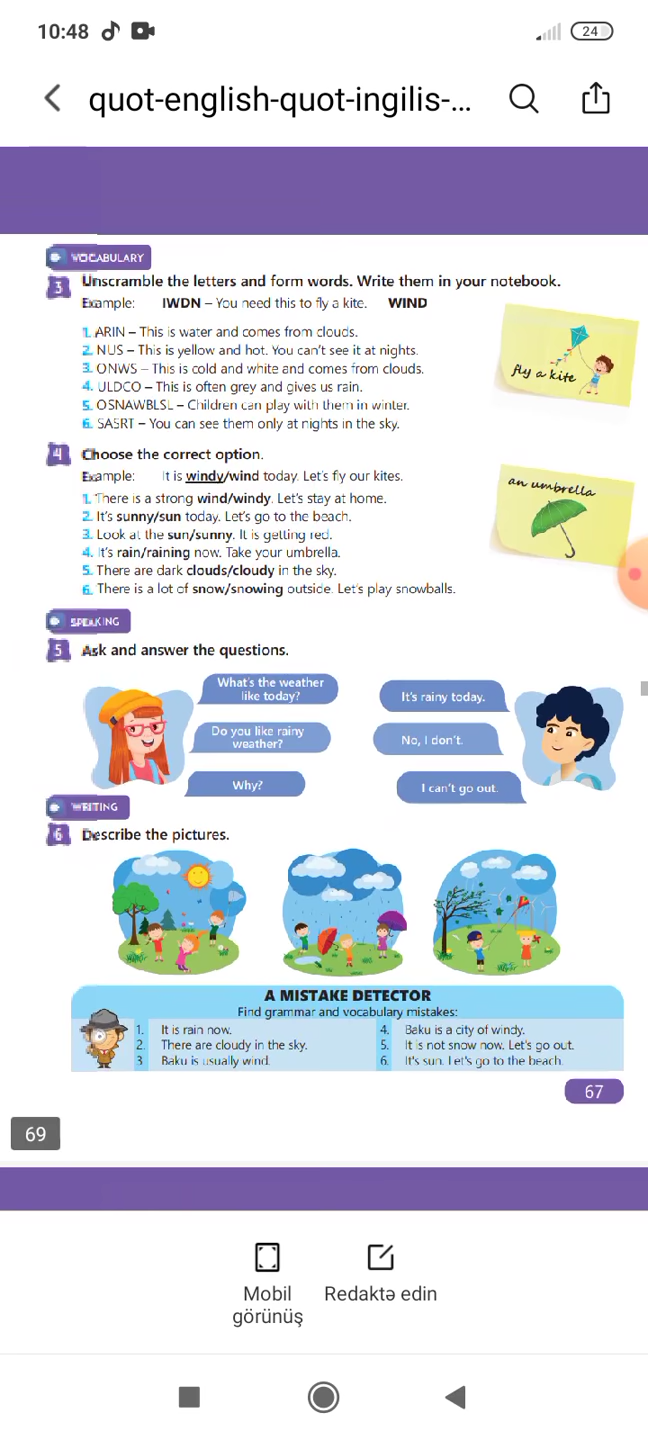 10:48
24
quot-english-quot-ingilis-...
VOCABULARY
3 Unscramble the letters and form words. Write them in your notebook.
Example: IWDN – You need this to fly a kite. WIND
1. ARIN – This is water and comes from clouds.
2. NUS – This is yellow and hot. You can't see it at nights.
3. ONWS – This is cold and white and comes from clouds.
4. ULDCO – This is often grey and gives us rain.
5. OSNAWBLSL – Children can play with them in winter.
6. SASRT – You can see them only at nights in the sky.
fly a kite
4 Choose the correct option.
Example: It is windy/wind today. Let's fly our kites.
1. There is a strong wind/windy. Let's stay at home.
2. It's sunny/sun today. Let's go to the beach.
3. Look at the sun/sunny. It is getting red.
4. It's rain/raining now. Take your umbrella.
5. There are dark clouds/cloudy in the sky.
6. There is a lot of snow/snowing outside. Let's play snowballs.
an umbrella
SPEAKING
5 Ask and answer the questions.
What's the weather
like today?
It's rainy today.
Do you like rainy
weather?
No, I don't.
Why?
I can't go out.
WRITING
6 Describe the pictures.
A MISTAKE DETECTOR
Find grammar and vocabulary mistakes:
1. It is rain now.
2. There are cloudy in the sky.
3 Baku is usually wind.
4. Baku is a city of windy.
5. It is not snow now. Let's go out.
6. It's sun. Let's go to the beach.
67
69
Mobil
görünüş
Redaktə edin